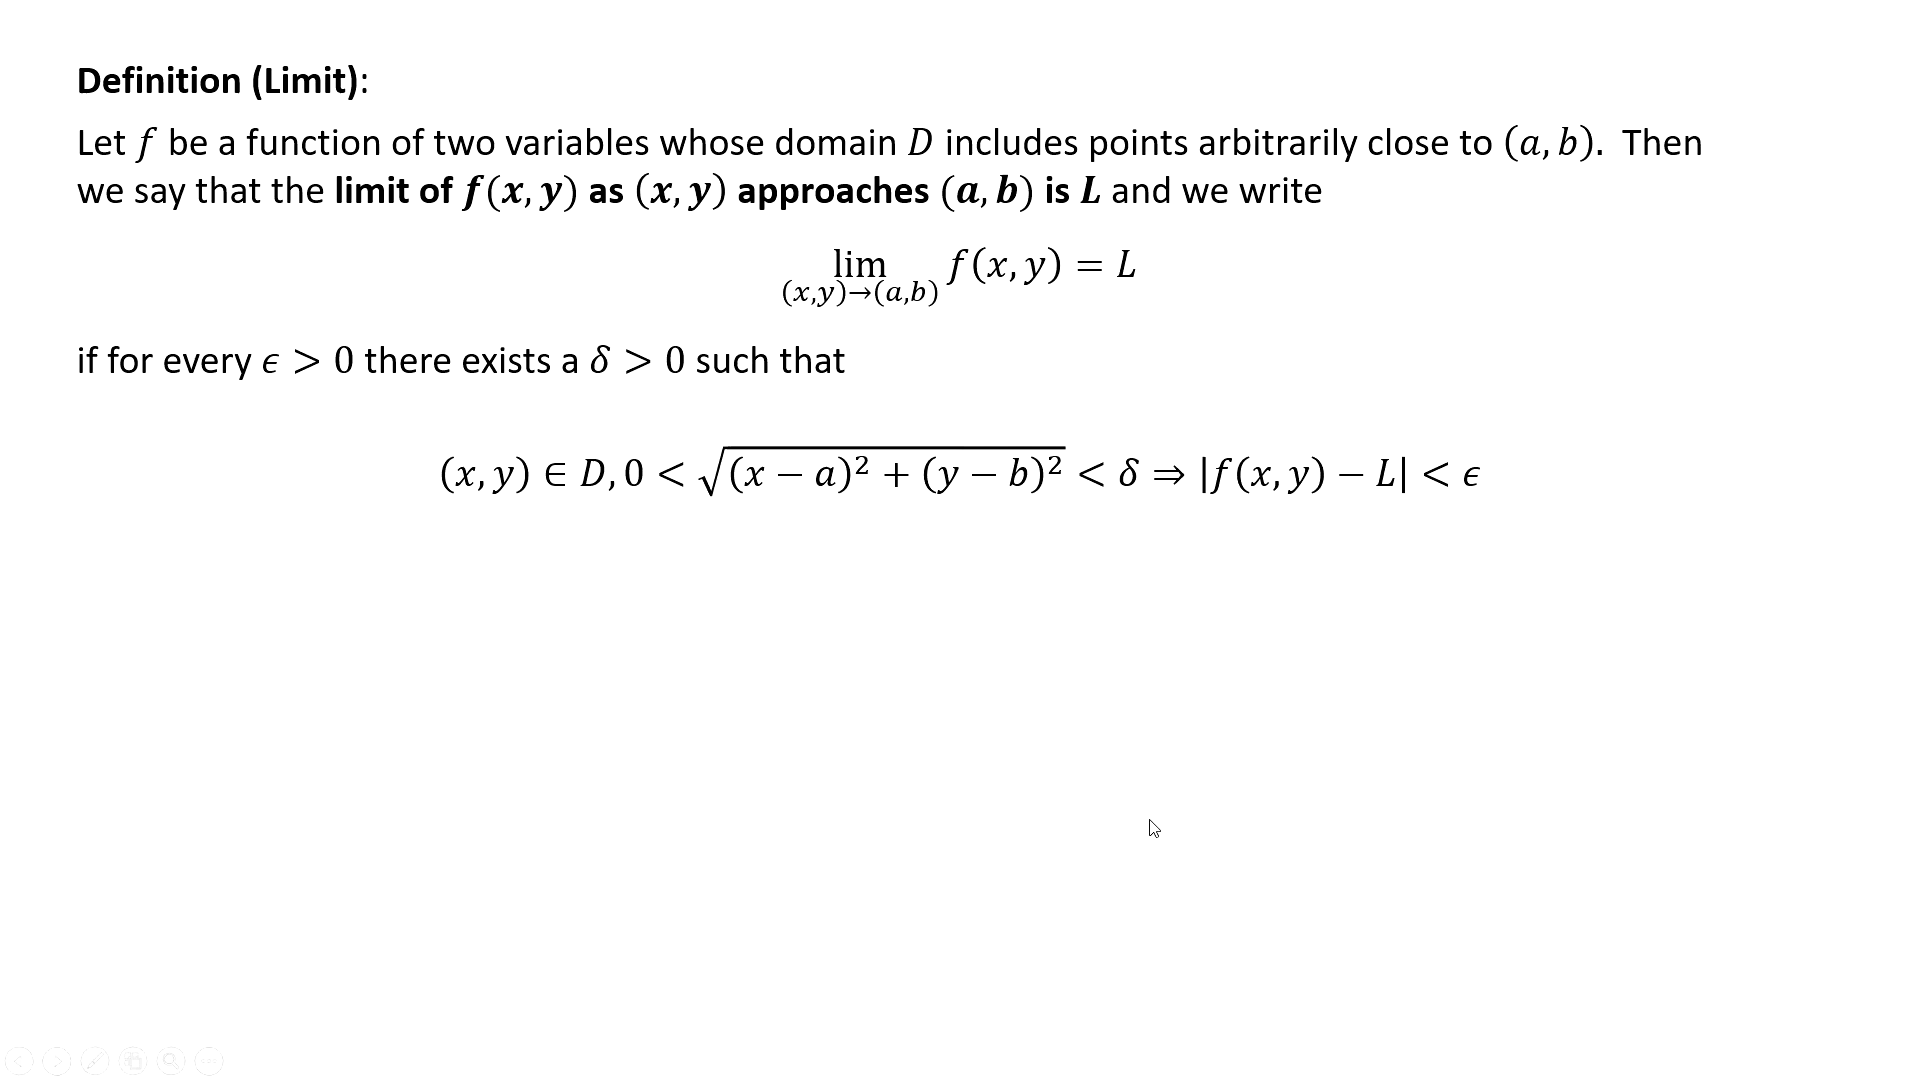 Definition (Limit):
Let f be a function of two variables whose domain D includes points arbitrarily close to (a, b).  Then
we say that the limit of f(x, y) as (x, y) approaches (a, b) is L and we write
lim f(x, y) = L
(x,y)→(a,b)
if for every ϵ > 0 there exists a δ > 0 such that
(x, y) ∈ D, 0 < √(x − a)² + (y − b)² < δ ⇒ |f(x, y) − L| < ϵ